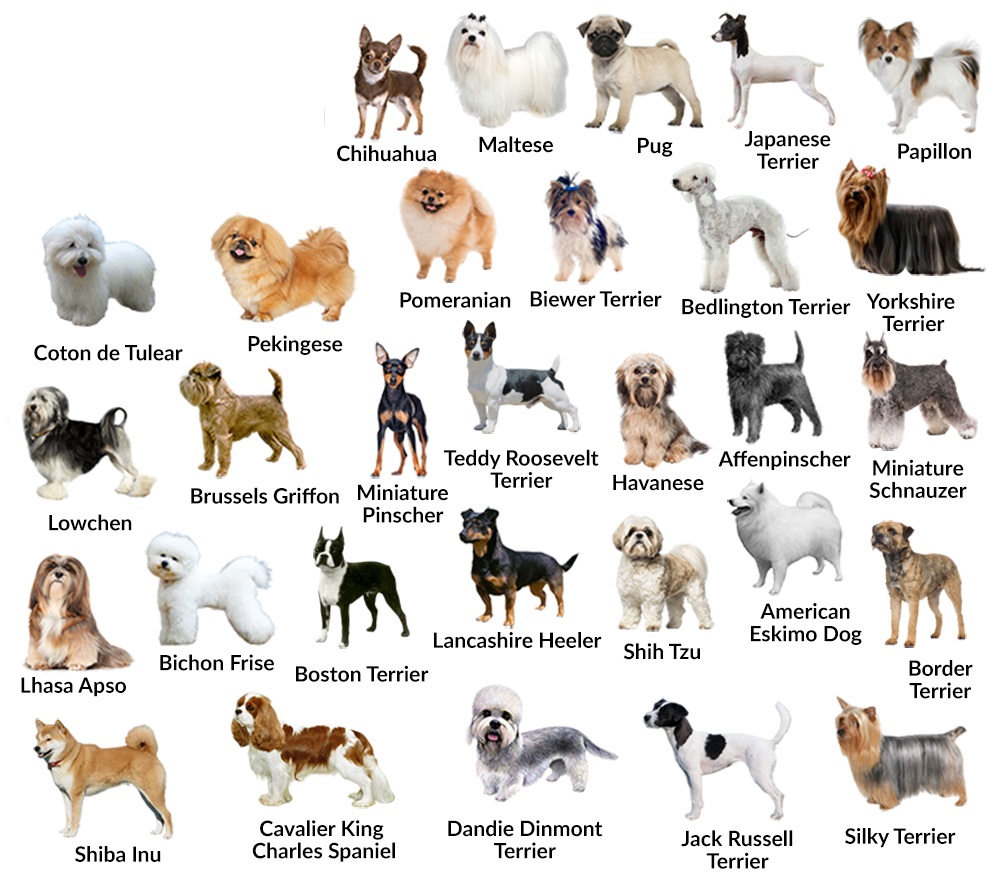 Chihuahua
Maltese
Pug
Japanese
Terrier
Papillon
Coton de Tulear
Pekingese
Pomeranian
Biewer Terrier
Bedlington Terrier
Yorkshire
Terrier
Lowchen
Brussels Griffon
Miniature
Pinscher
Teddy Roosevelt
Terrier
Havanese
Affenpinscher
Miniature
Schnauzer
Lhasa Apso
Bichon Frise
Boston Terrier
Lancashire Heeler
Shih Tzu
American
Eskimo Dog
Border
Terrier
Shiba Inu
Cavalier King
Charles Spaniel
Dandie Dinmont
Terrier
Jack Russell
Terrier
Silky Terrier